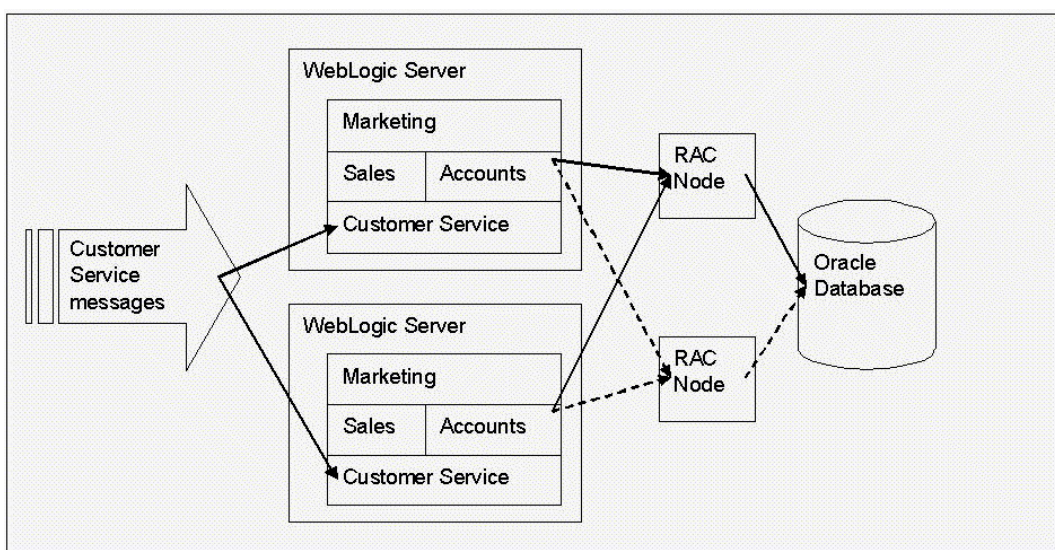 WebLogic Server
Marketing
Sales
Accounts
Customer Service
Customer
Service
messages
WebLogic Server
Marketing
Sales
Accounts
Customer Service
RAC
Node
RAC
Node
Oracle
Database